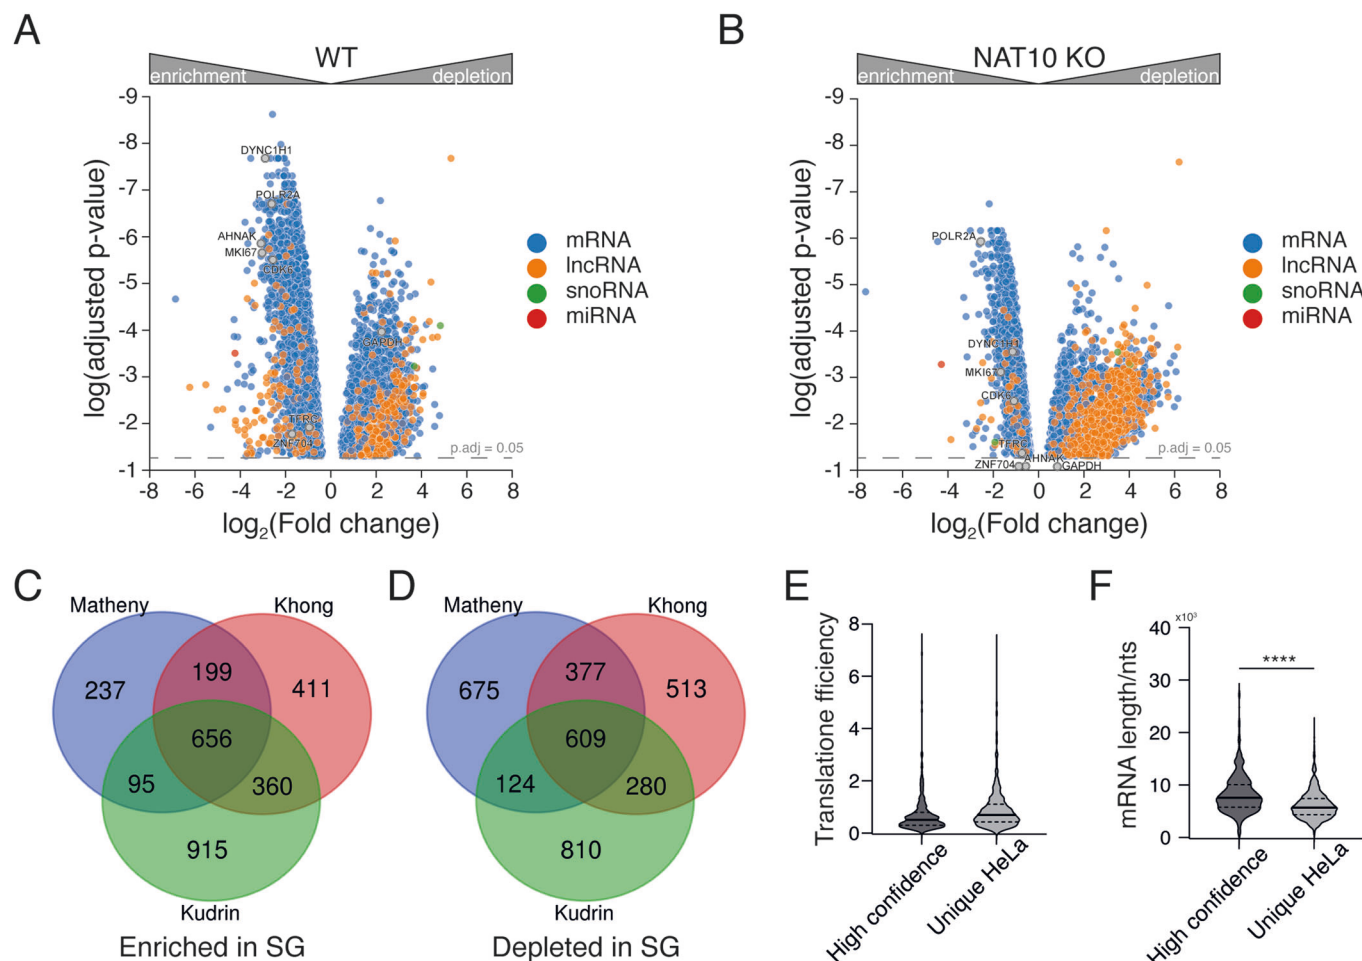 A
WT
enrichment
depletion
-9
-8
-7
-6
-5
-4
-3
-2
-1
log(adjusted p-value)
DYNC1H1
POLR2A
AHNAK
MKI67
CDK6
GAPDH
TFRC
ZNF704
p.adj = 0.05
-8
-6
-4
-2
0
2
4
6
8
log2(Fold change)
mRNA
lncRNA
snoRNA
miRNA
B
NAT10 KO
enrichment
depletion
-9
-8
-7
-6
-5
-4
-3
-2
-1
log(adjusted p-value)
POLR2A
DYNC1H1
MKI67
CDK6
TFRC
AHNAK
ZNF704
GAPDH
p.adj = 0.05
-8
-6
-4
-2
0
2
4
6
8
log2(Fold change)
mRNA
lncRNA
snoRNA
miRNA
C
Matheny
Khong
237
199
411
656
95
360
915
Kudrin
Enriched in SG
D
Matheny
Khong
675
377
513
609
124
280
810
Kudrin
Depleted in SG
E
Translatione fficiency
8
6
4
2
0
High confidence
Unique HeLa
F
x10³
mRNA length/nts
40
30
20
10
0
****
High confidence
Unique HeLa